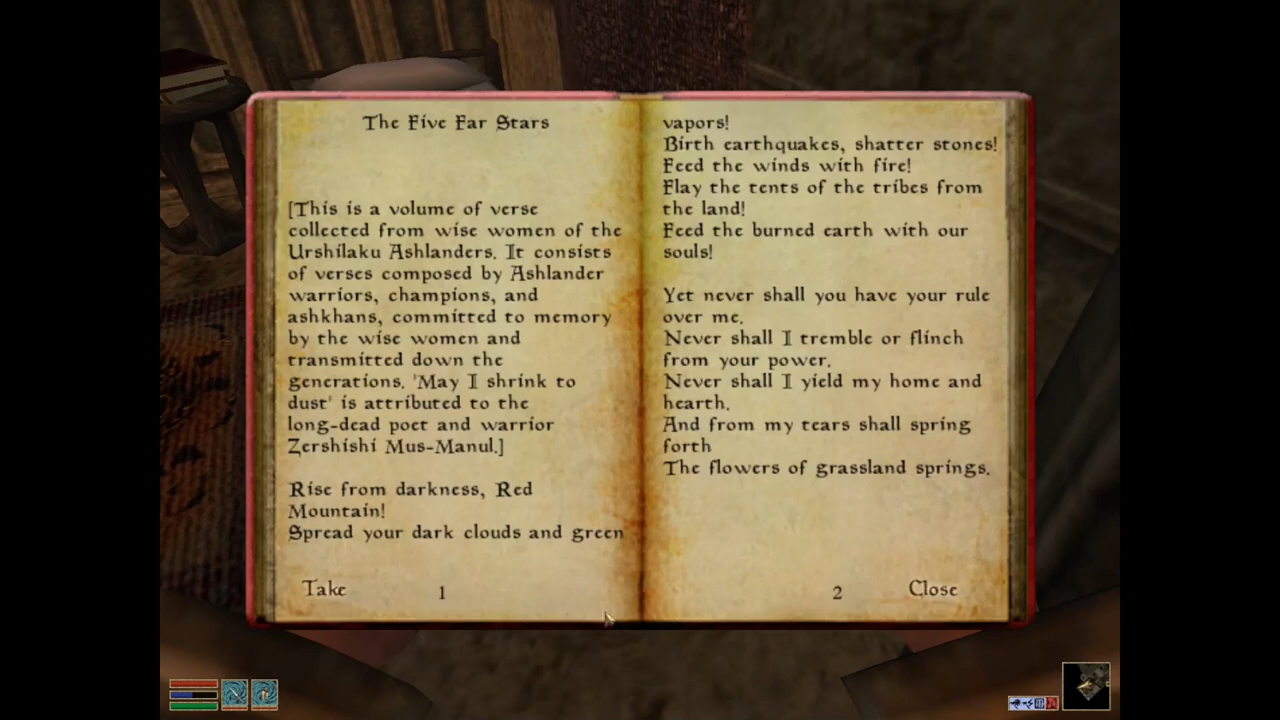 The Five Far Stars
[This is a volume of verse
collected from wise women of the
Urshilaku Ashlanders. It consists
of verses composed by Ashlander
warriors, champions, and
ashkhans, committed to memory
by the wise women and
transmitted down the
generations. 'May I shrink to
dust' is attributed to the
long-dead poet and warrior
Zershishi Mus-Manul.]
Rise from darkness, Red
Mountain!
Spread your dark clouds and green
Take
1
vapors!
Birth earthquakes, shatter stones!
Feed the winds with fire!
Flay the tents of the tribes from
the land!
Feed the burned earth with our
souls!
Yet never shall you have your rule
over me.
Never shall I tremble or flinch
from your power.
Never shall I yield my home and
hearth.
And from my tears shall spring
forth
The flowers of grassland springs.
2
Close